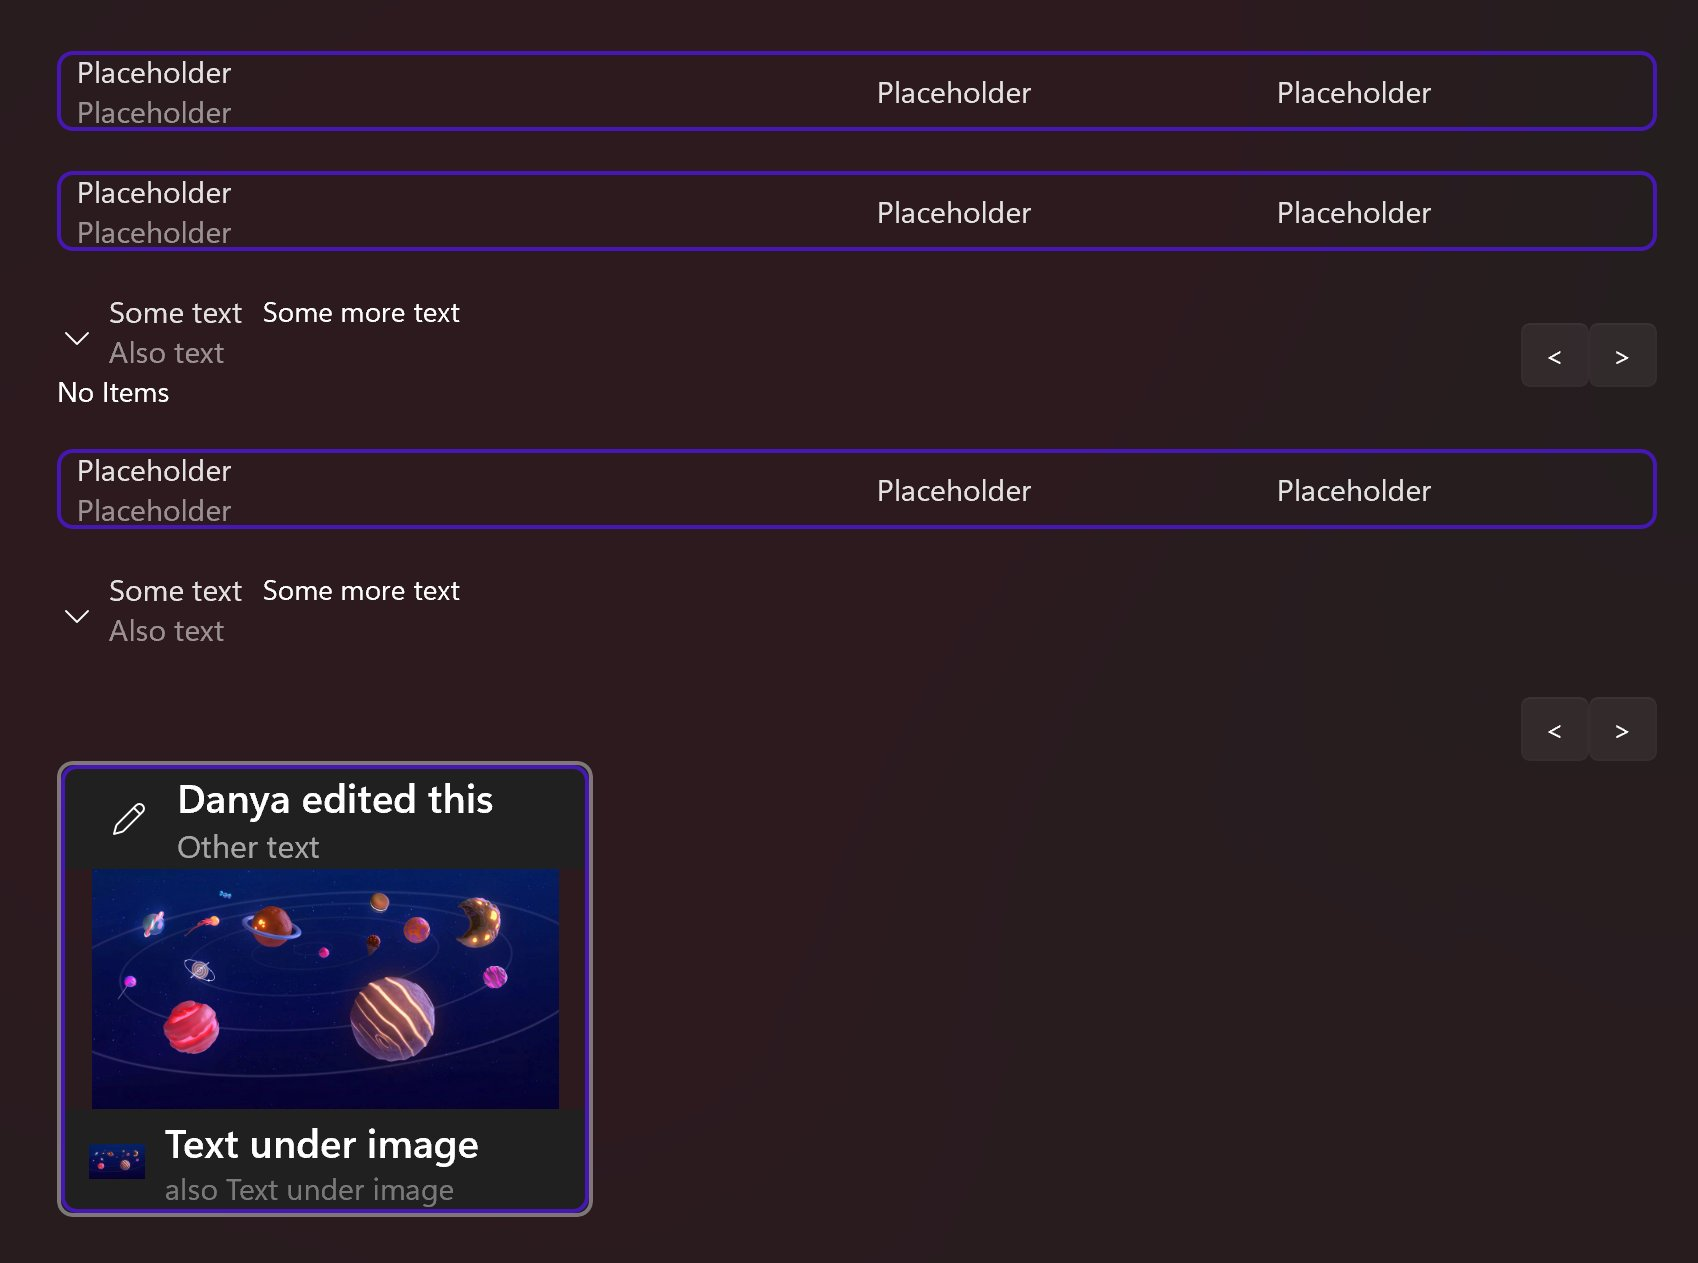 Placeholder
Placeholder
Placeholder
Placeholder
Placeholder
Placeholder
Placeholder
Placeholder
Some text Some more text
Also text
< >
No Items
Placeholder
Placeholder
Placeholder
Placeholder
Some text Some more text
Also text
< >
Danya edited this
Other text
Text under image
also Text under image